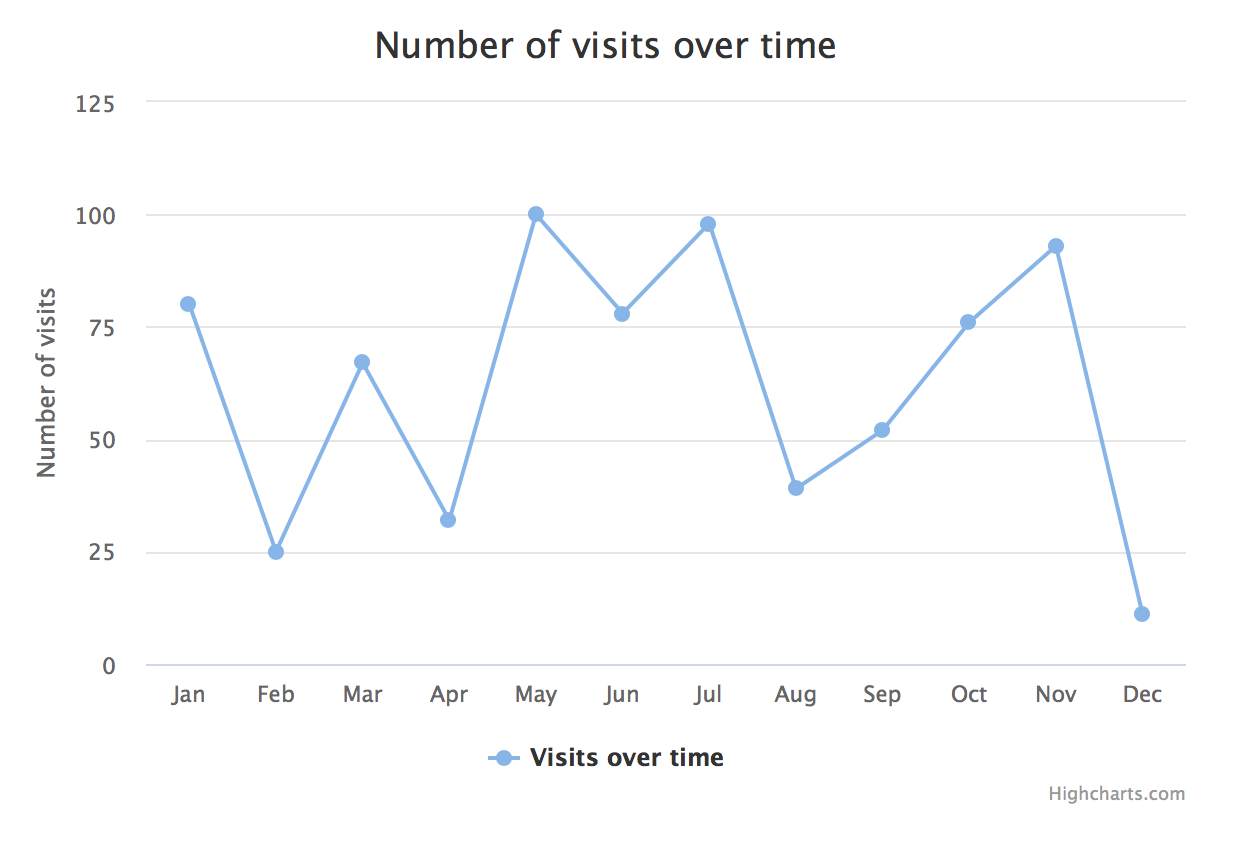 Number of visits over time
125
100
75
50
25
0
Number of visits
Jan Feb Mar Apr May Jun Jul Aug Sep Oct Nov Dec
Visits over time
Highcharts.com